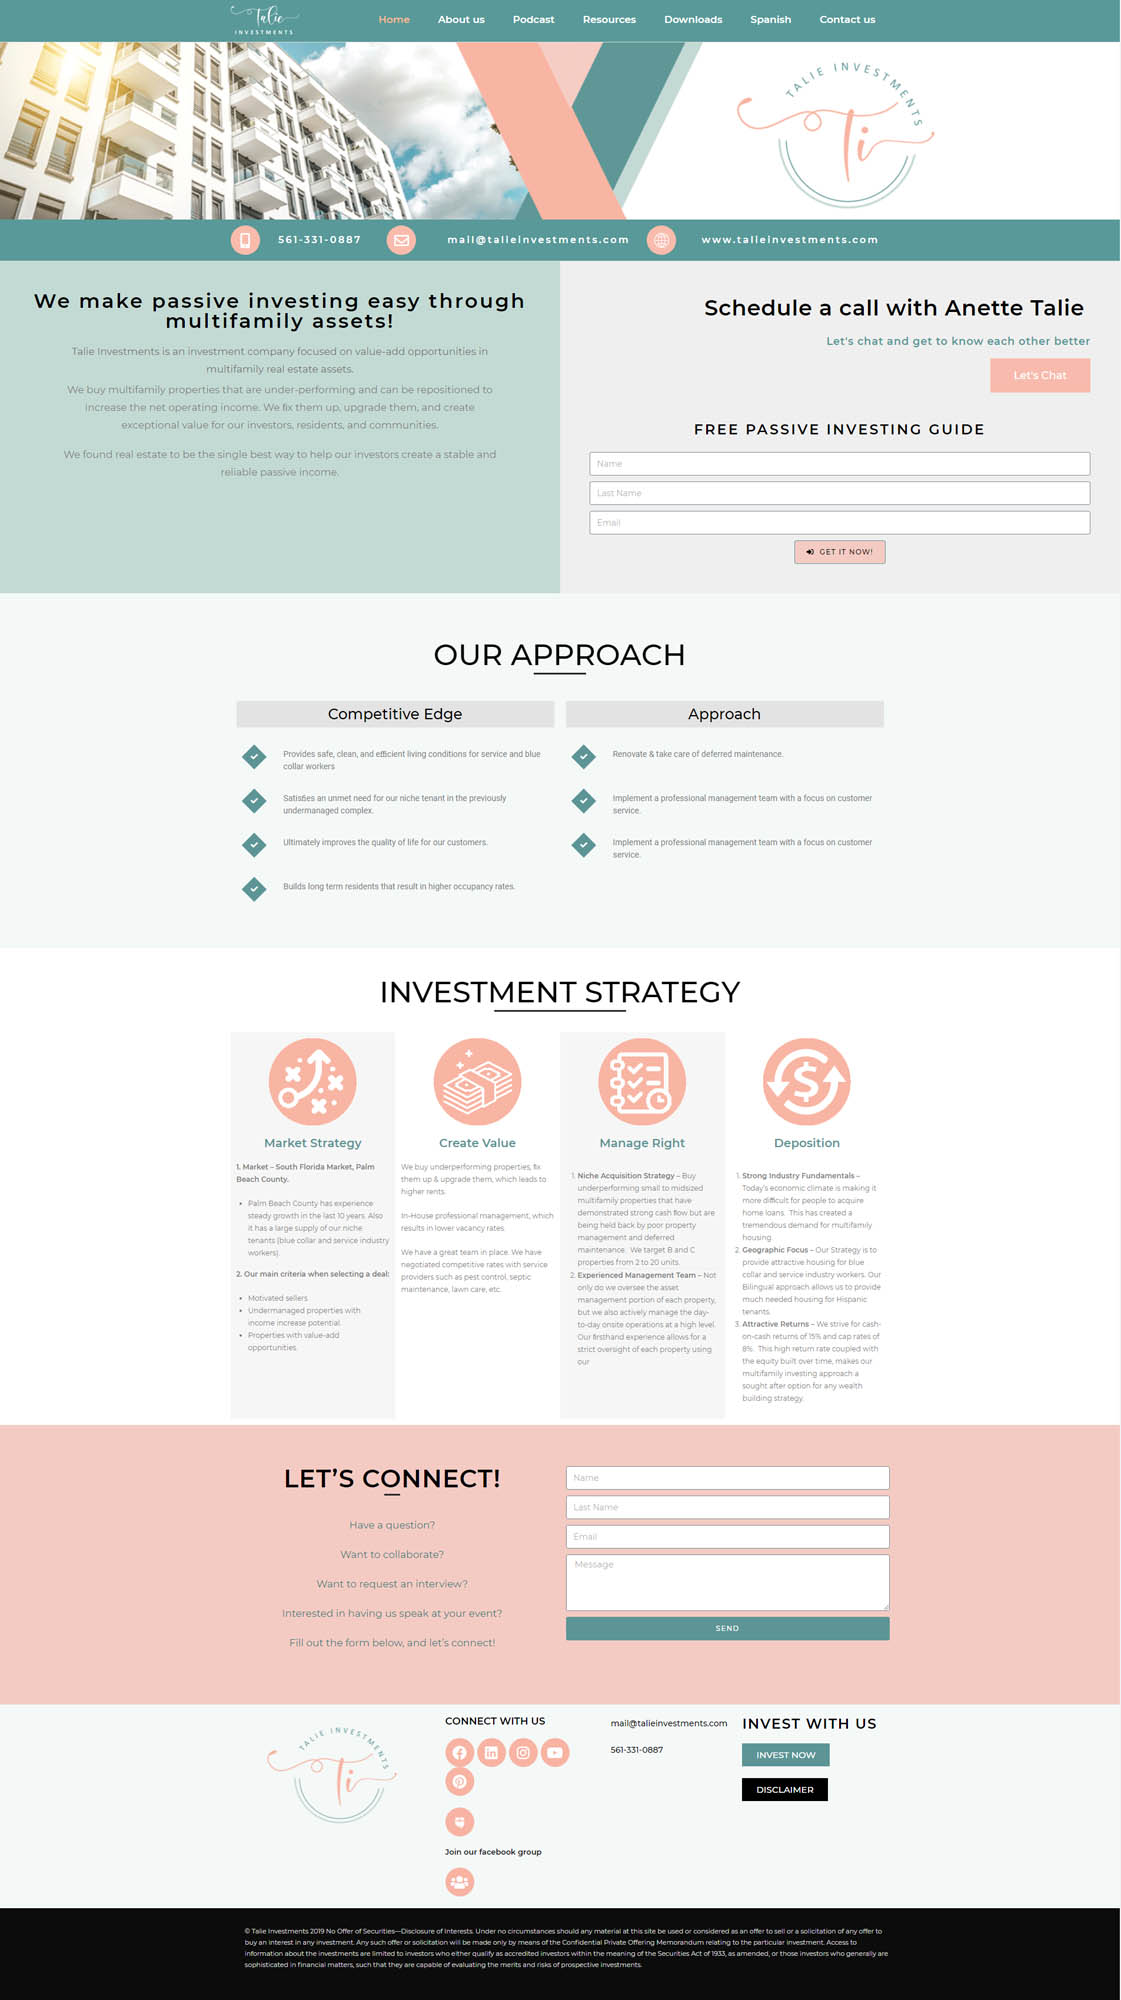 Talie
INVESTMENTS
Home
About us
Podcast
Resources
Downloads
Spanish
Contact us
TALIE INVESTMENTS
Ti
561-331-0887
mail@talieinvestments.com
www.talieinvestments.com
We make passive investing easy through
multifamily assets!
Talie Investments is an investment company focused on value-add opportunities in
multifamily real estate assets.
We buy multifamily properties that are under-performing and can be repositioned to
increase the net operating income. We fix them up, upgrade them, and create
exceptional value for our investors, residents, and communities.
We found real estate to be the single best way to help our investors create a stable and
reliable passive income.
Schedule a call with Anette Talie
Let's chat and get to know each other better
Let's Chat
FREE PASSIVE INVESTING GUIDE
Name
Last Name
Email
GET IT NOW!
OUR APPROACH
Competitive Edge
Provides safe, clean, and efficient living conditions for service and blue
collar workers
Satisfies an unmet need for our niche tenant in the previously
undermanaged complex.
Ultimately improves the quality of life for our customers.
Builds long term residents that result in higher occupancy rates.
Approach
Renovate & take care of deferred maintenance.
Implement a professional management team with a focus on customer
service.
Implement a professional management team with a focus on customer
service.
INVESTMENT STRATEGY
Market Strategy
1. Market – South Florida Market, Palm
Beach County.
• Palm Beach County has experience
steady growth in the last 10 years. Also
it has a large supply of our niche
tenants (blue collar and service industry
workers).
2. Our main criteria when selecting a deal:
• Motivated sellers
• Undermanaged properties with
income increase potential.
• Properties with value-add
opportunities.
Create Value
We buy underperforming properties, fix
them up & upgrade them, which leads to
higher rents.
In-House professional management, which
results in lower vacancy rates.
We have a great team in place. We have
negotiated competitive rates with service
providers such as pest control, septic
maintenance, lawn care, etc.
Manage Right
1. Niche Acquisition Strategy – Buy
underperforming small to midsized
multifamily properties that have
demonstrated strong cash flow but are
being held back by poor property
management and deferred
maintenance. We target B and C
properties from 2 to 20 units.
2. Experienced Management Team – Not
only do we oversee the asset
management portion of each property,
but we also actively manage the day-
to-day onsite operations at a high level.
Our firsthand experience allows for a
strict oversight of each property using
our
Deposition
1. Strong Industry Fundamentals –
Today's economic climate is making it
more difficult for people to acquire
home loans. This has created a
tremendous demand for multifamily
housing.
2. Geographic Focus – Our Strategy is to
provide attractive housing for blue
collar and service industry workers. Our
Bilingual approach allows us to provide
much needed housing for Hispanic
tenants.
3. Attractive Returns – We strive for cash-
on-cash returns of 15% and cap rates of
8%. This high return rate coupled with
the equity built over time, makes our
multifamily investing approach a
sought after option for any wealth
building strategy.
LET'S CONNECT!
Have a question?
Want to collaborate?
Want to request an interview?
Interested in having us speak at your event?
Fill out the form below, and let's connect!
Name
Last Name
Email
Message
SEND
TALIE INVESTMENTS
Ti
CONNECT WITH US
Join our facebook group
mail@talieinvestments.com
561-331-0887
INVEST WITH US
INVEST NOW
DISCLAIMER
© Talie Investments 2019 No Offer of Securities—Disclosure of Interests. Under no circumstances should any material at this site be used or considered as an offer to sell or a solicitation of any offer to
buy an interest in any investment. Any such offer or solicitation will be made only by means of the Confidential Private Offering Memorandum relating to the particular investment. Access to
information about the investments are limited to investors who either qualify as accredited investors within the meaning of the Securities Act of 1933, as amended, or those investors who generally are
sophisticated in financial matters, such that they are capable of evaluating the merits and risks of prospective investments.